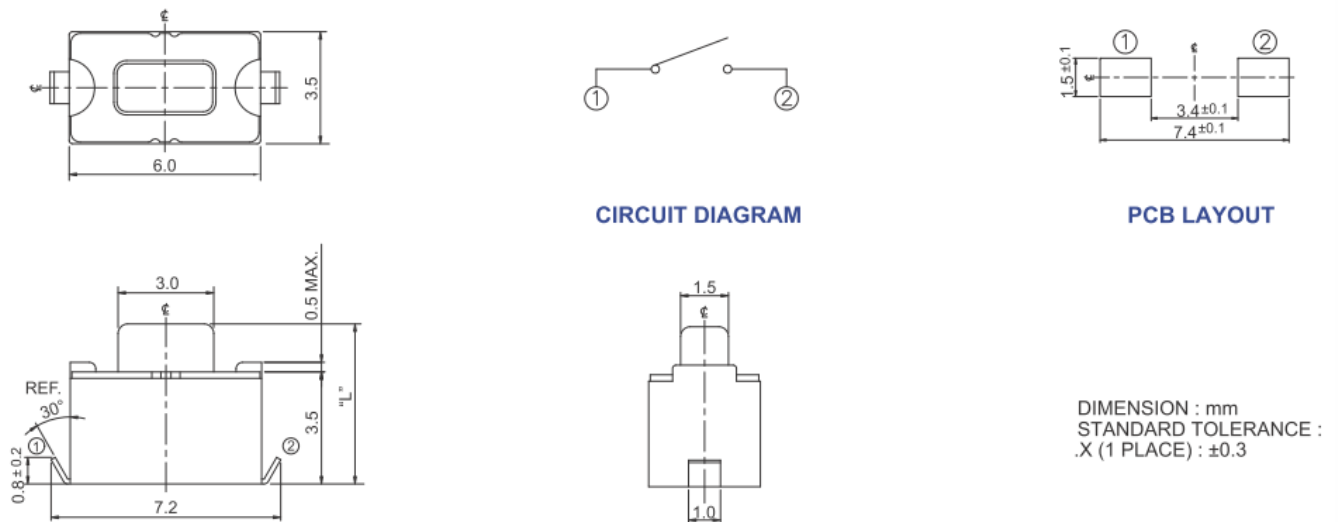 ℄
℄
3.5
6.0
① ②
CIRCUIT DIAGRAM
① ②
℄
℄
1.5±0.1
3.4±0.1
7.4±0.1
PCB LAYOUT
3.0
℄
0.5 MAX.
"L"
3.5
REF.
30°
①
②
0.8±0.2
7.2
1.5
℄
1.0
DIMENSION : mm
STANDARD TOLERANCE :
.X (1 PLACE) : ±0.3